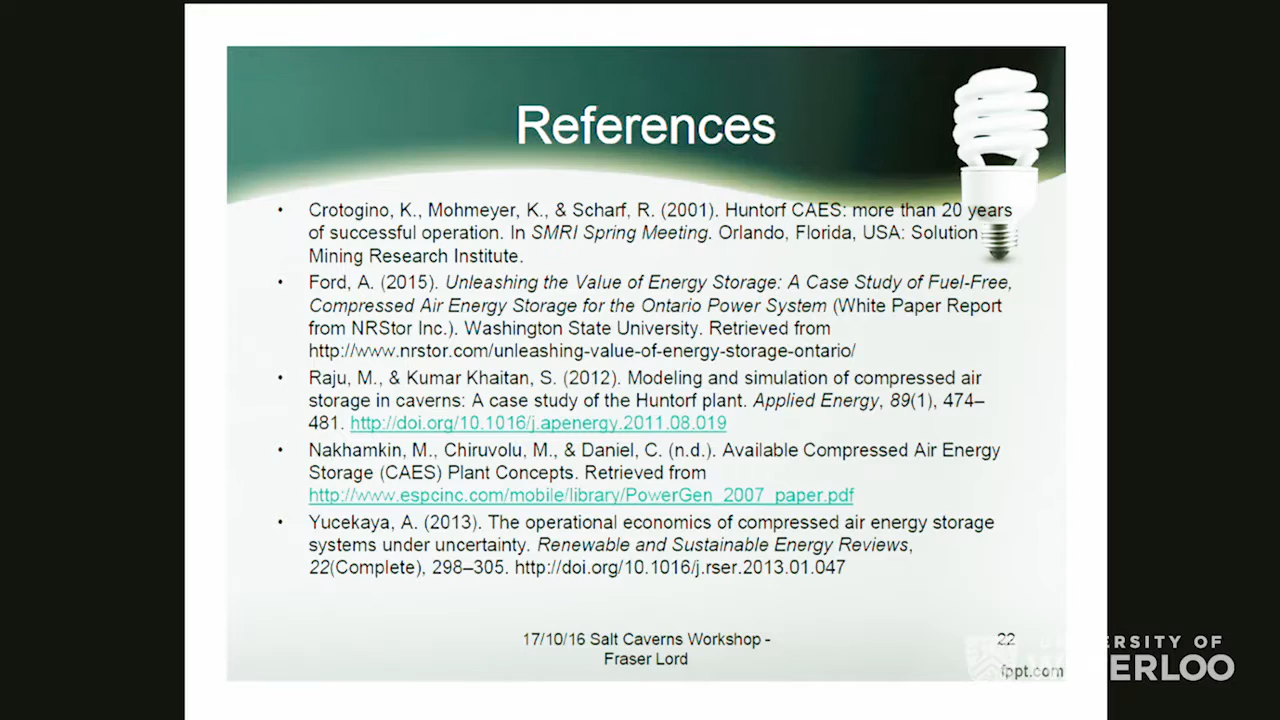 References
• Crotogino, K., Mohmeyer, K., & Scharf, R. (2001). Huntorf CAES: more than 20 years
of successful operation. In SMRI Spring Meeting. Orlando, Florida, USA: Solution
Mining Research Institute.
• Ford, A. (2015). Unleashing the Value of Energy Storage: A Case Study of Fuel-Free,
Compressed Air Energy Storage for the Ontario Power System (White Paper Report
from NRStor Inc.). Washington State University. Retrieved from
http://www.nrstor.com/unleashing-value-of-energy-storage-ontario/
• Raju, M., & Kumar Khaitan, S. (2012). Modeling and simulation of compressed air
storage in caverns: A case study of the Huntorf plant. Applied Energy, 89(1), 474–
481. http://doi.org/10.1016/j.apenergy.2011.08.019
• Nakhamkin, M., Chiruvolu, M., & Daniel, C. (n.d.). Available Compressed Air Energy
Storage (CAES) Plant Concepts. Retrieved from
http://www.espcinc.com/mobile/library/PowerGen_2007_paper.pdf
• Yucekaya, A. (2013). The operational economics of compressed air energy storage
systems under uncertainty. Renewable and Sustainable Energy Reviews,
22(Complete), 298–305. http://doi.org/10.1016/j.rser.2013.01.047
17/10/16 Salt Caverns Workshop -
Fraser Lord
22
UNIVERSITY OF
WATERLOO
fppt.com